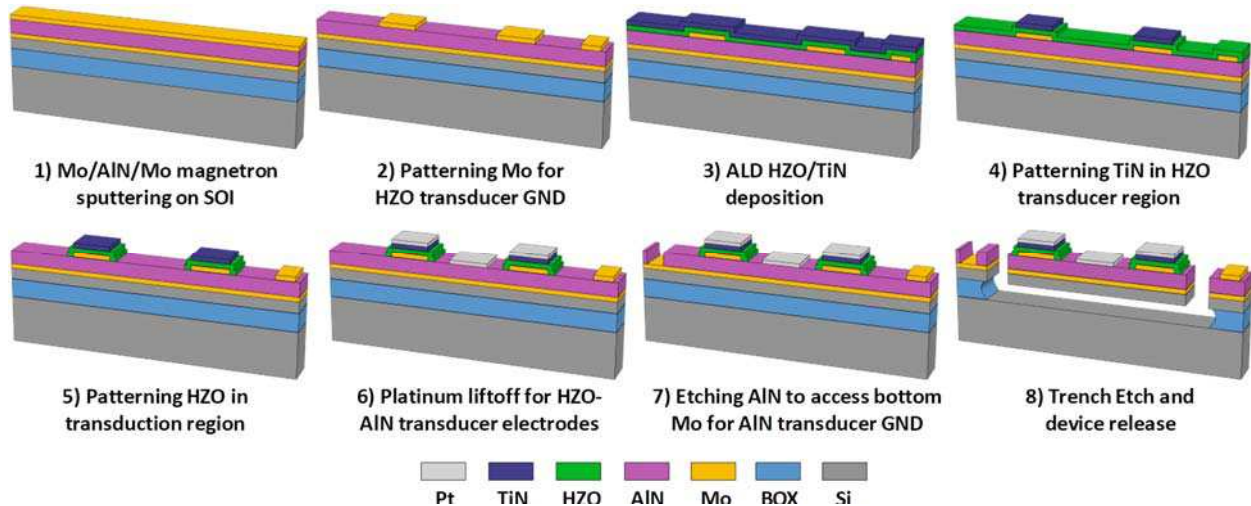 1) Mo/AlN/Mo magnetron
sputtering on SOI
2) Patterning Mo for
HZO transducer GND
3) ALD HZO/TiN
deposition
4) Patterning TiN in HZO
transducer region
5) Patterning HZO in
transduction region
6) Platinum liftoff for HZO-
AlN transducer electrodes
7) Etching AlN to access bottom
Mo for AlN transducer GND
8) Trench Etch and
device release
Pt TiN HZO AlN Mo BOX Si